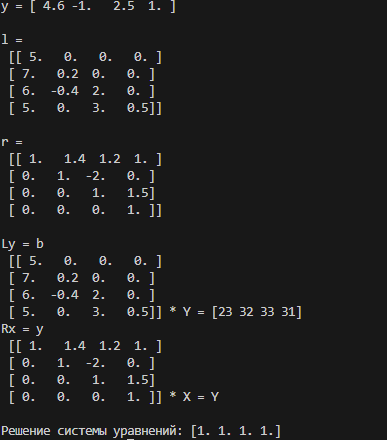 y = [ 4.6 -1.   2.5  1. ]
l =
[[ 5.   0.   0.   0. ]
[ 7.   0.2  0.   0. ]
[ 6.  -0.4  2.   0. ]
[ 5.   0.   3.   0.5]]
r =
[[ 1.   1.4  1.2  1. ]
[ 0.   1.  -2.   0. ]
[ 0.   0.   1.   1.5]
[ 0.   0.   0.   1. ]]
Ly = b
[[ 5.   0.   0.   0. ]
[ 7.   0.2  0.   0. ]
[ 6.  -0.4  2.   0. ]
[ 5.   0.   3.   0.5]] * Y = [23 32 33 31]
Rx = y
[[ 1.   1.4  1.2  1. ]
[ 0.   1.  -2.   0. ]
[ 0.   0.   1.   1.5]
[ 0.   0.   0.   1. ]] * X = Y
Решение системы уравнений: [1. 1. 1. 1.]